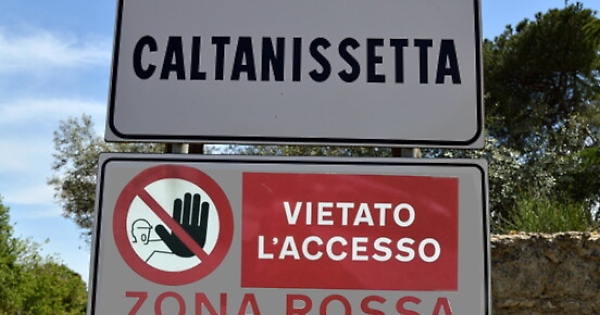 CALTANISSETTA
VIETATO
L'ACCESSO
ZONA ROSSA